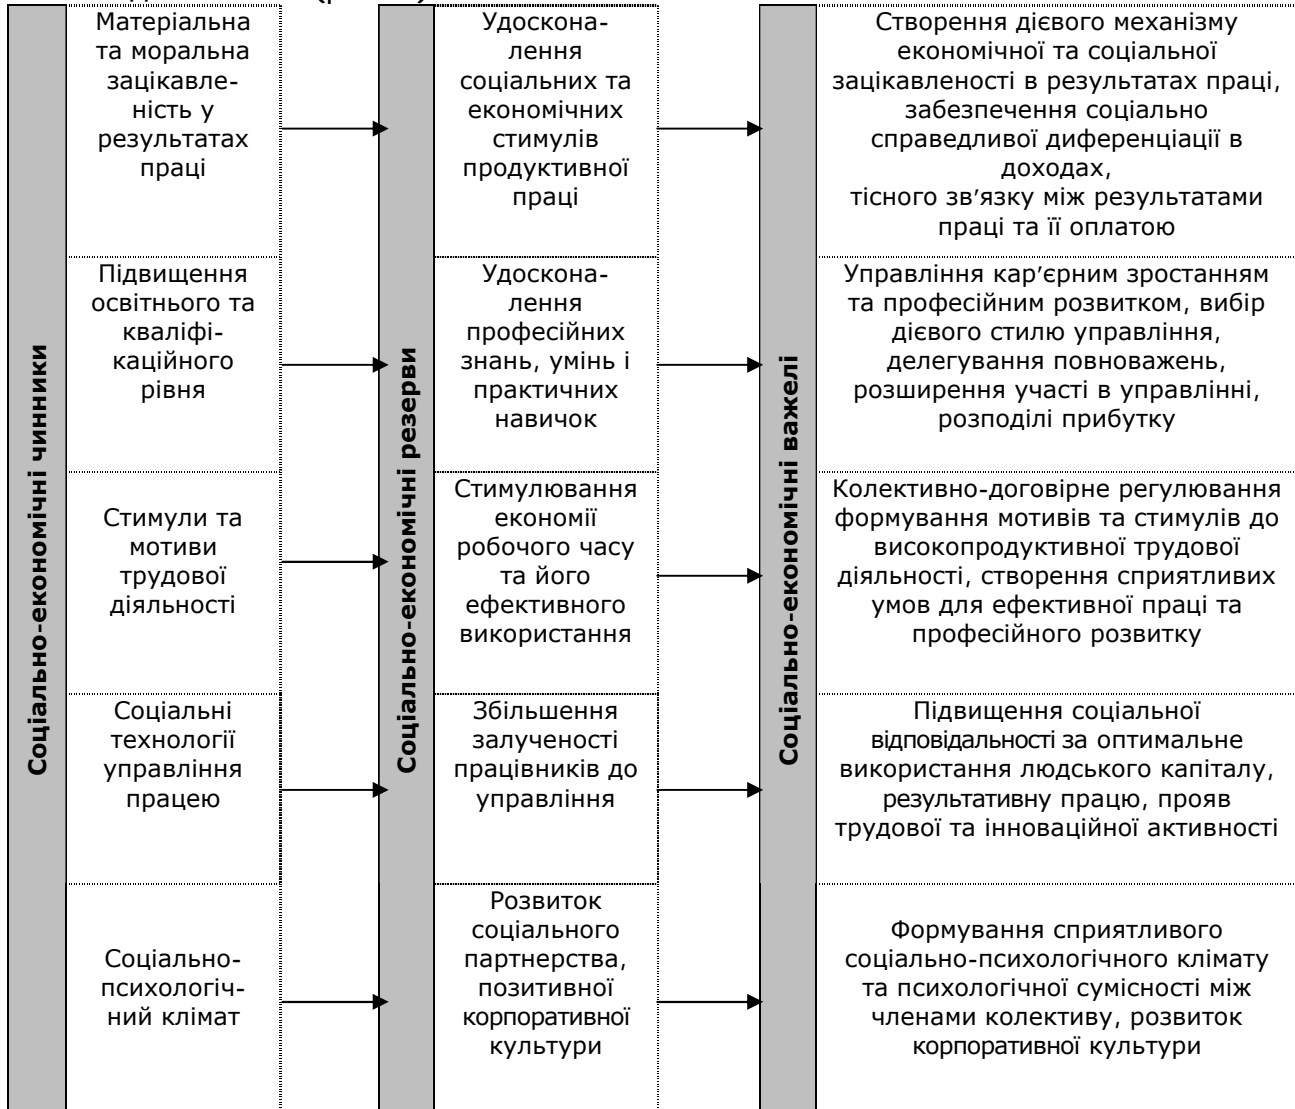 Соціально-економічні чинники
Матеріальна
та моральна
зацікавле-
ність у
результатах
праці
Підвищення
освітнього та
кваліфі-
каційного
рівня
Стимули та
мотиви
трудової
діяльності
Соціальні
технології
управління
працею
Соціально-
психологіч-
ний клімат
Соціально-економічні резерви
Удоскона-
лення
соціальних та
економічних
стимулів
продуктивної
праці
Удоскона-
лення
професійних
знань, умінь і
практичних
навичок
Стимулювання
економії
робочого часу
та його
ефективного
використання
Збільшення
залученості
працівників до
управління
Розвиток
соціального
партнерства,
позитивної
корпоративної
культури
Соціально-економічні важелі
Створення дієвого механізму
економічної та соціальної
зацікавленості в результатах праці,
забезпечення соціально
справедливої диференціації в
доходах,
тісного зв’язку між результатами
праці та її оплатою
Управління кар’єрним зростанням
та професійним розвитком, вибір
дієвого стилю управління,
делегування повноважень,
розширення участі в управлінні,
розподілі прибутку
Колективно-договірне регулювання
формування мотивів та стимулів до
високопродуктивної трудової
діяльності, створення сприятливих
умов для ефективної праці та
професійного розвитку
Підвищення соціальної
відповідальності за оптимальне
використання людського капіталу,
результативну працю, прояв
трудової та інноваційної активності
Формування сприятливого
соціально-психологічного клімату
та психологічної сумісності між
членами колективу, розвиток
корпоративної культури